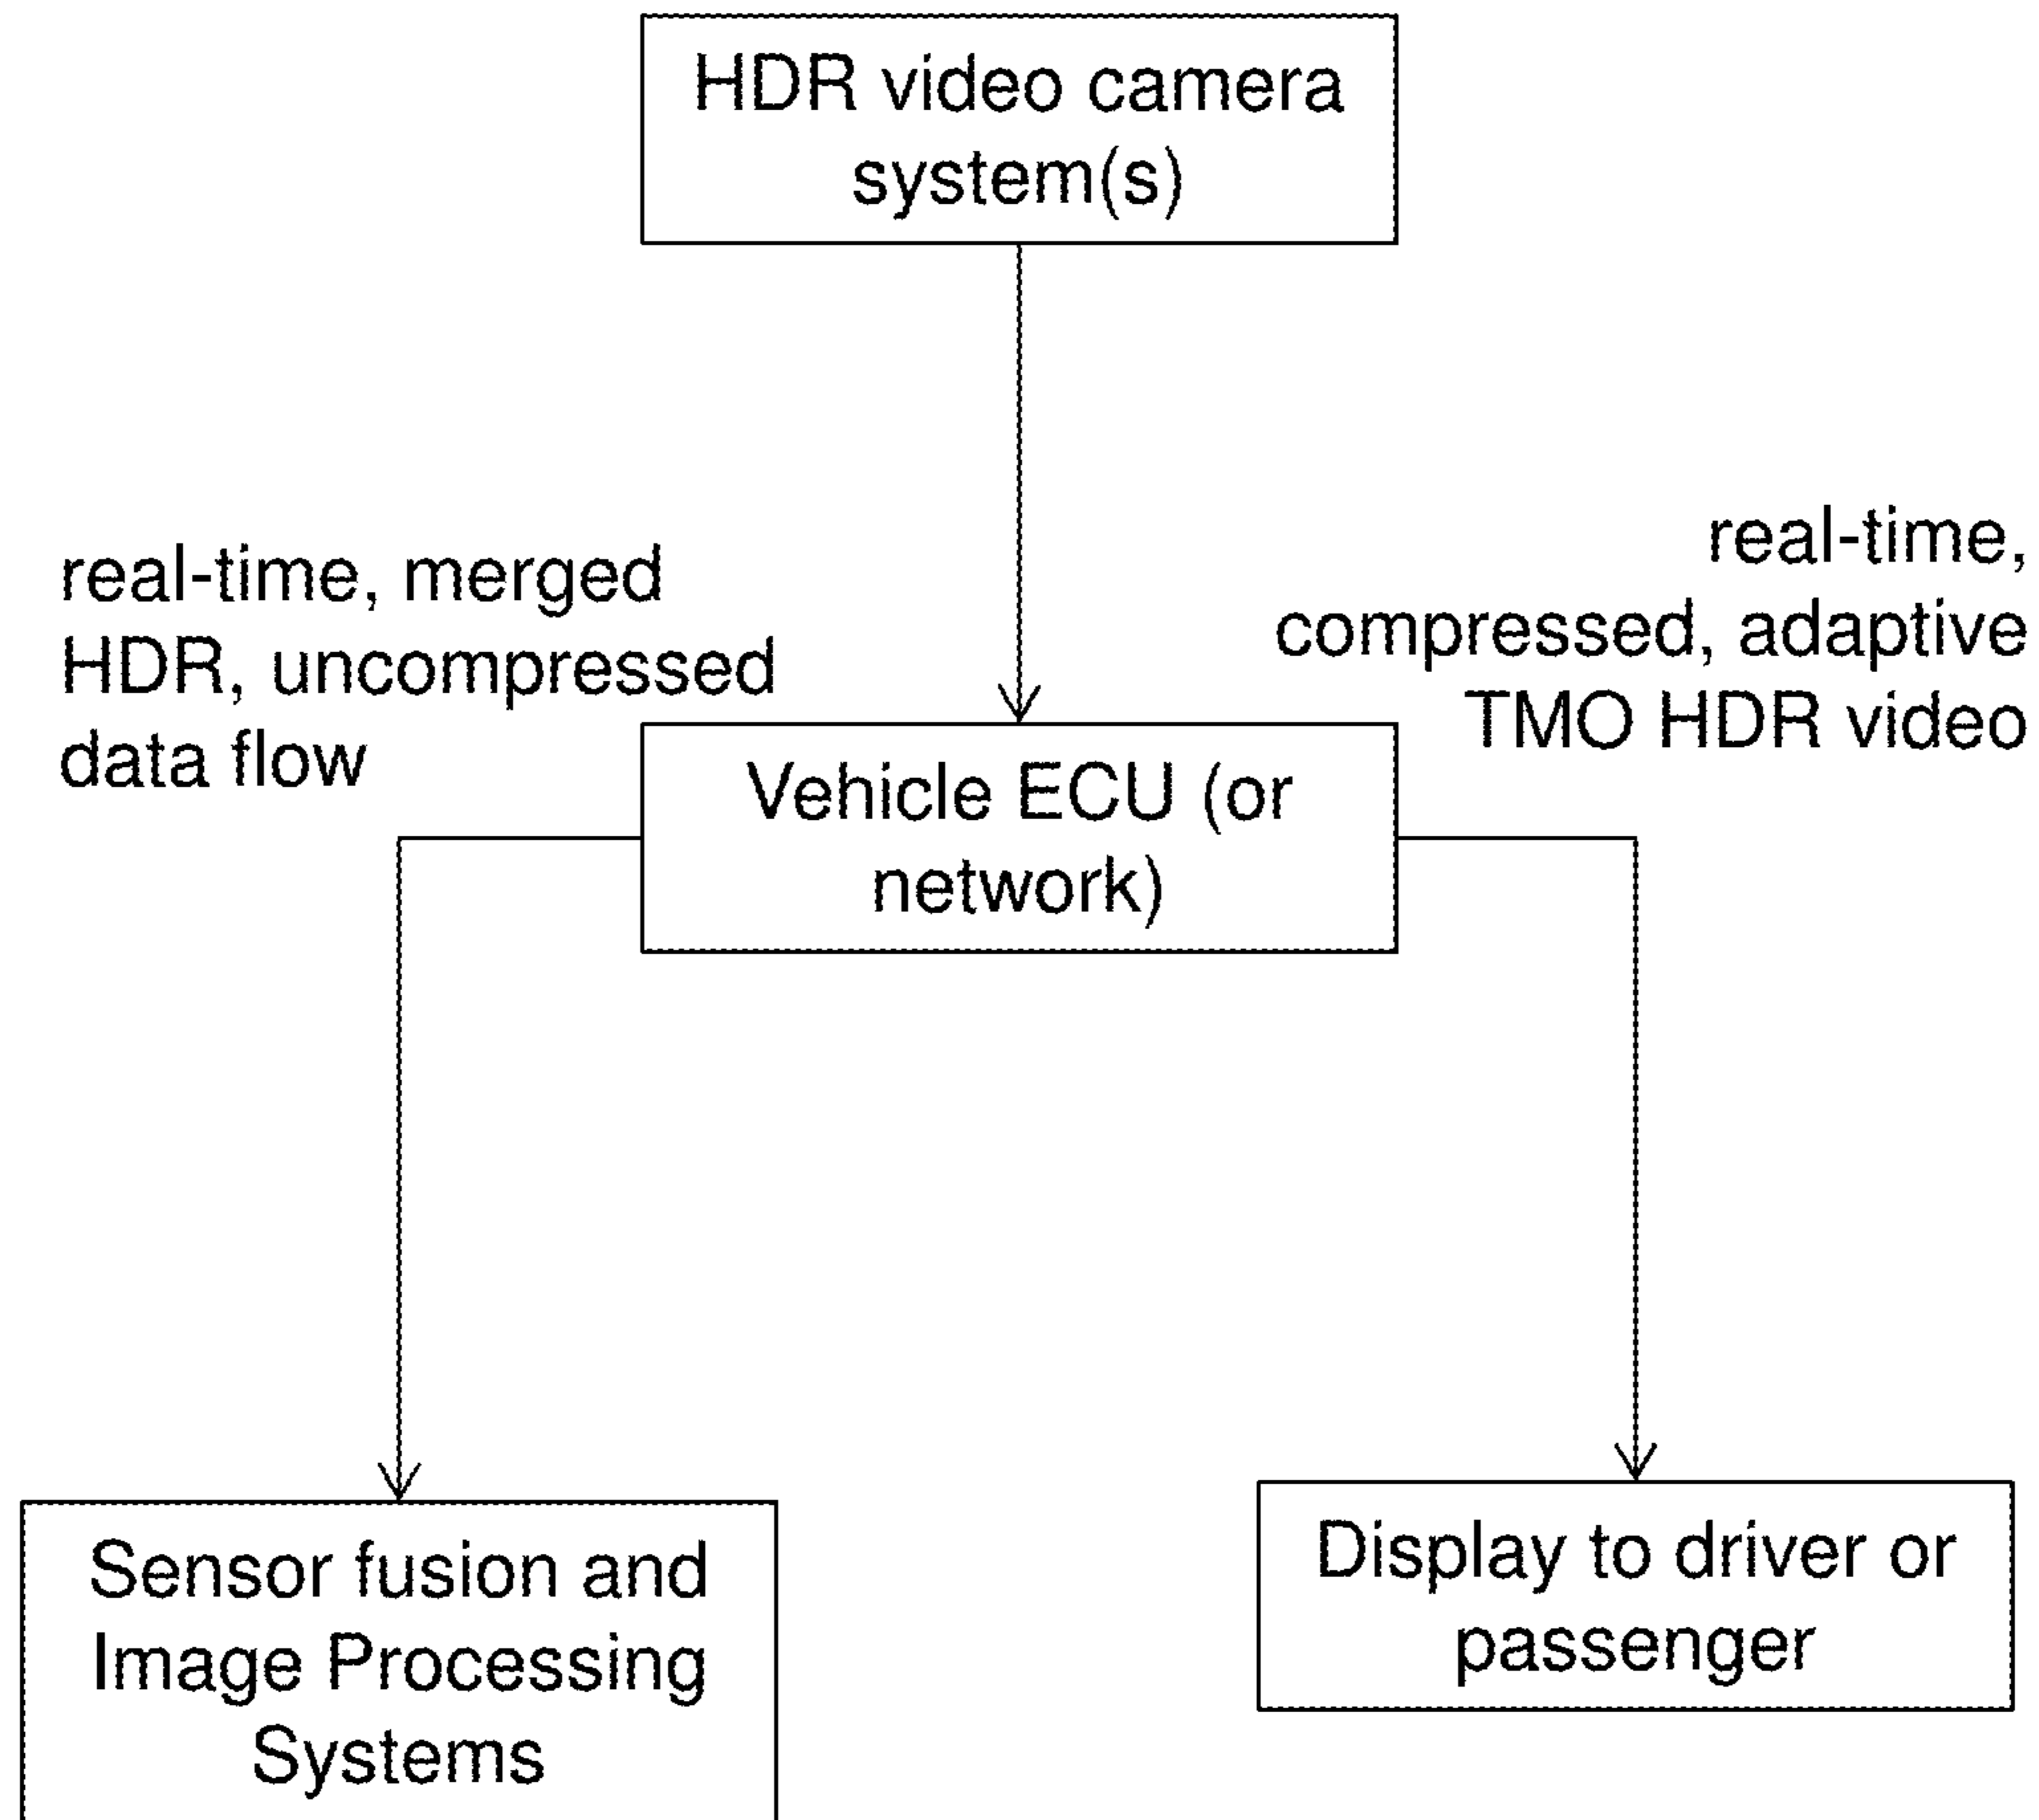 HDR video camera
system(s)
real-time, merged
HDR, uncompressed
data flow
real-time,
compressed, adaptive
TMO HDR video
Vehicle ECU (or
network)
Sensor fusion and
Image Processing
Systems
Display to driver or
passenger